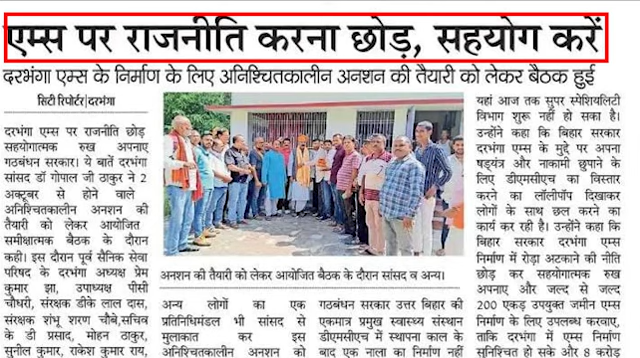 एम्स पर राजनीति करना छोड़, सहयोग करें
दरभंगा एम्स के निर्माण के लिए अनिश्चितकालीन अनशन की तैयारी को लेकर बैठक हुई
सिटी रिपोर्टर|दरभंगा
दरभंगा एम्स पर राजनीति छोड़
सहयोगात्मक रुख अपनाए
गठबंधन सरकार। ये बातें दरभंगा
सांसद डॉ गोपाल जी ठाकुर ने 2
अक्टूबर से होने वाले
अनिश्चितकालीन अनशन की
तैयारी को लेकर आयोजित
समीक्षात्मक बैठक के दौरान
कही। इस दौरान पूर्व सैनिक सेवा
परिषद के दरभंगा अध्यक्ष प्रेम
कुमार झा, उपाध्यक्ष पीसी
चौधरी, संरक्षक डीके लाल दास,
संरक्षक शंभू शरण चौबे,सचिव
के डी प्रसाद, मोहन ठाकुर,
सुनील कुमार, राकेश कुमार राय,
अनशन की तैयारी को लेकर आयोजित बैठक के दौरान सांसद व अन्य।
अन्य लोगों का एक
प्रतिनिधिमंडल भी सांसद से
मुलाकात कर इस
अनिश्चितकालीन अनशन को
गठबंधन सरकार उत्तर बिहार की
एकमात्र प्रमुख स्वास्थ्य संस्थान
डीएमसीएच में स्थापना काल के
बाद एक नाला का निर्माण नहीं
यहां आज तक सुपर स्पेशियलिटी
विभाग शुरू नहीं हो सका है।
उन्होंने कहा कि बिहार सरकार
दरभंगा एम्स के मुद्दे पर अपना
षड्यंत्र और नाकामी छुपाने के
लिए डीएमसीएच का विस्तार
करने का लॉलीपॉप दिखाकर
लोगों के साथ छल करने का
कार्य कर रही है। उन्होंने कहा कि
बिहार सरकार दरभंगा एम्स
निर्माण में रोड़ा अटकाने की नीति
छोड़ कर सहयोगात्मक रुख
अपनाए और जल्द से जल्द
200 एकड़ उपयुक्त जमीन एम्स
निर्माण के लिए उपलब्ध करवाए,
ताकि दरभंगा में एम्स निर्माण
सुनिश्चित हो सके और 8 करोड़